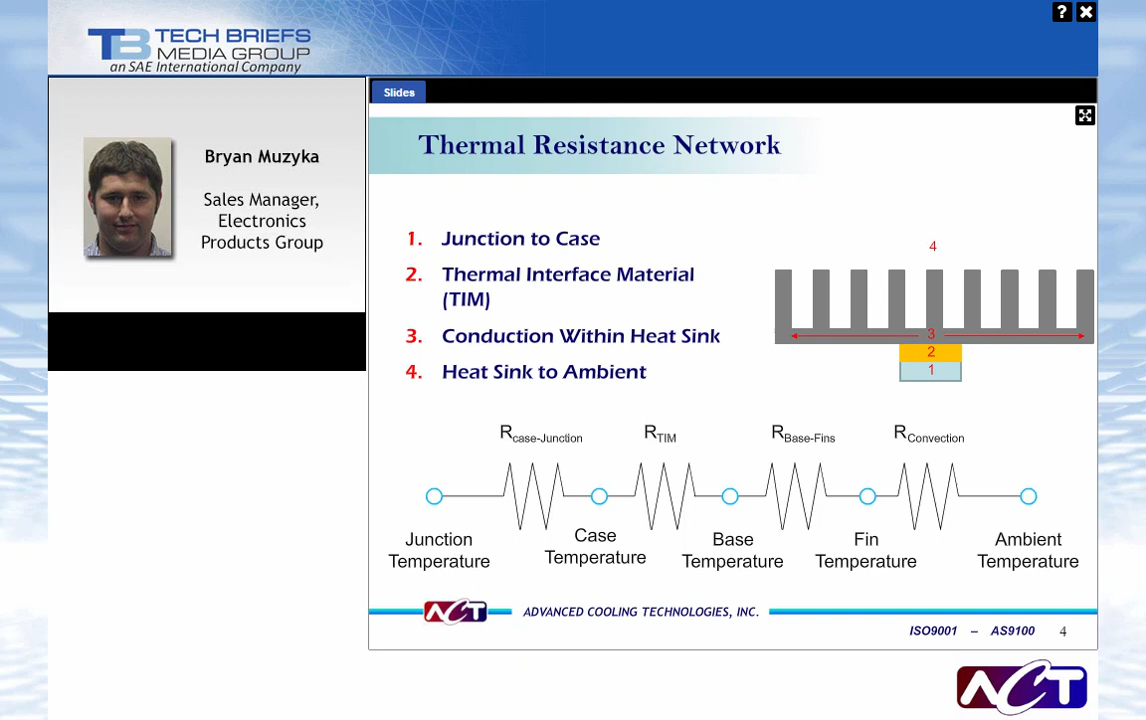 ? ×
TB TECH BRIEFS
MEDIA GROUP
an SAE International Company
Slides
Bryan Muzyka
Sales Manager,
Electronics
Products Group
Thermal Resistance Network
1. Junction to Case
2. Thermal Interface Material
(TIM)
3. Conduction Within Heat Sink
4. Heat Sink to Ambient
4
3
2
1
Rcase-Junction RTIM RBase-Fins RConvection
Junction
Temperature
Case
Temperature
Base
Temperature
Fin
Temperature
Ambient
Temperature
ACT ADVANCED COOLING TECHNOLOGIES, INC.
ISO9001 – AS9100 4
ACT